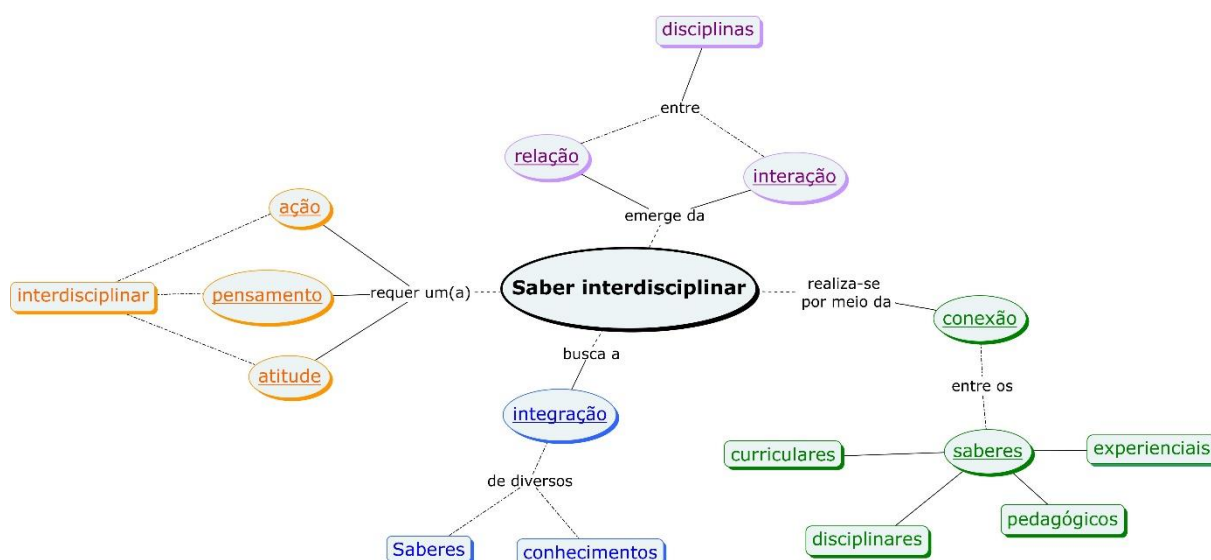 disciplinas
entre
relação
interação
emerge da
ação
interdisciplinar
pensamento
requer um(a)
atitude
Saber interdisciplinar
realiza-se
por meio da
conexão
entre os
saberes
curriculares
experienciais
disciplinares
pedagógicos
busca a
integração
de diversos
Saberes
conhecimentos